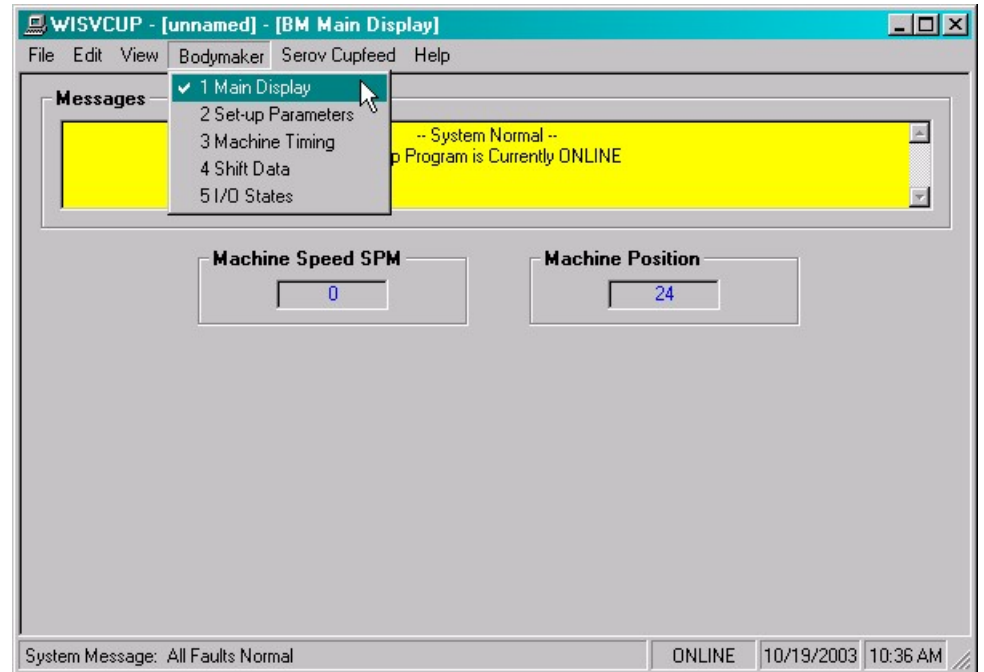 WISVCUP - [unnamed] - [BM Main Display]
File Edit View Bodymaker Serov Cupfeed Help
Messages
✔ 1 Main Display
2 Set-up Parameters
3 Machine Timing
4 Shift Data
5 I/O States
-- System Normal --
p Program is Currently ONLINE
Machine Speed SPM
0
Machine Position
24
System Message: All Faults Normal ONLINE 10/19/2003 10:36 AM